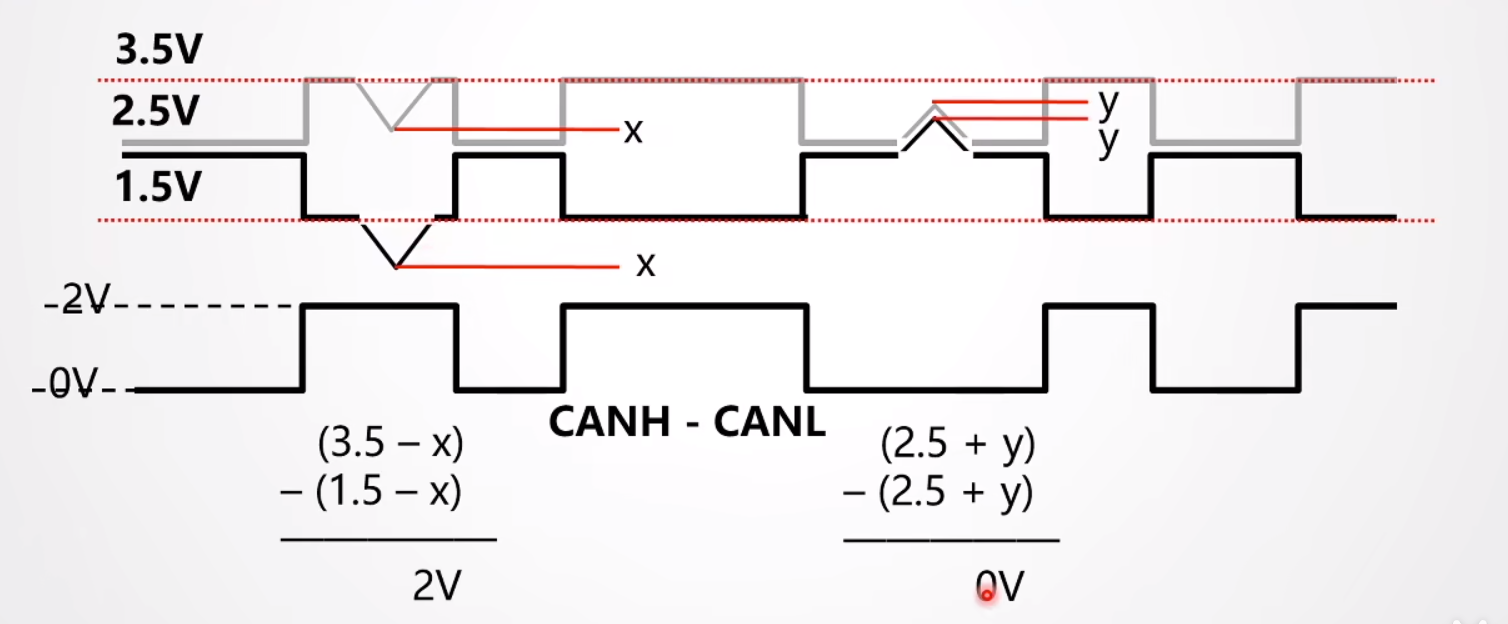 3.5V
2.5V
1.5V
x
y
y
x
-2V
-0V
CANH - CANL
(3.5 – x)
– (1.5 – x)
2V
(2.5 + y)
– (2.5 + y)
0V